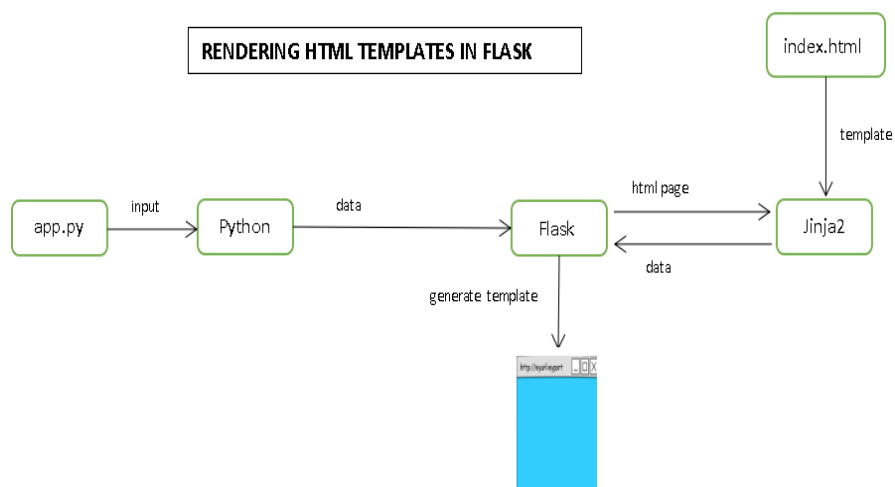 RENDERING HTML TEMPLATES IN FLASK
index.html
template
app.py
input
Python
data
Flask
html page
data
Jinja2
generate template